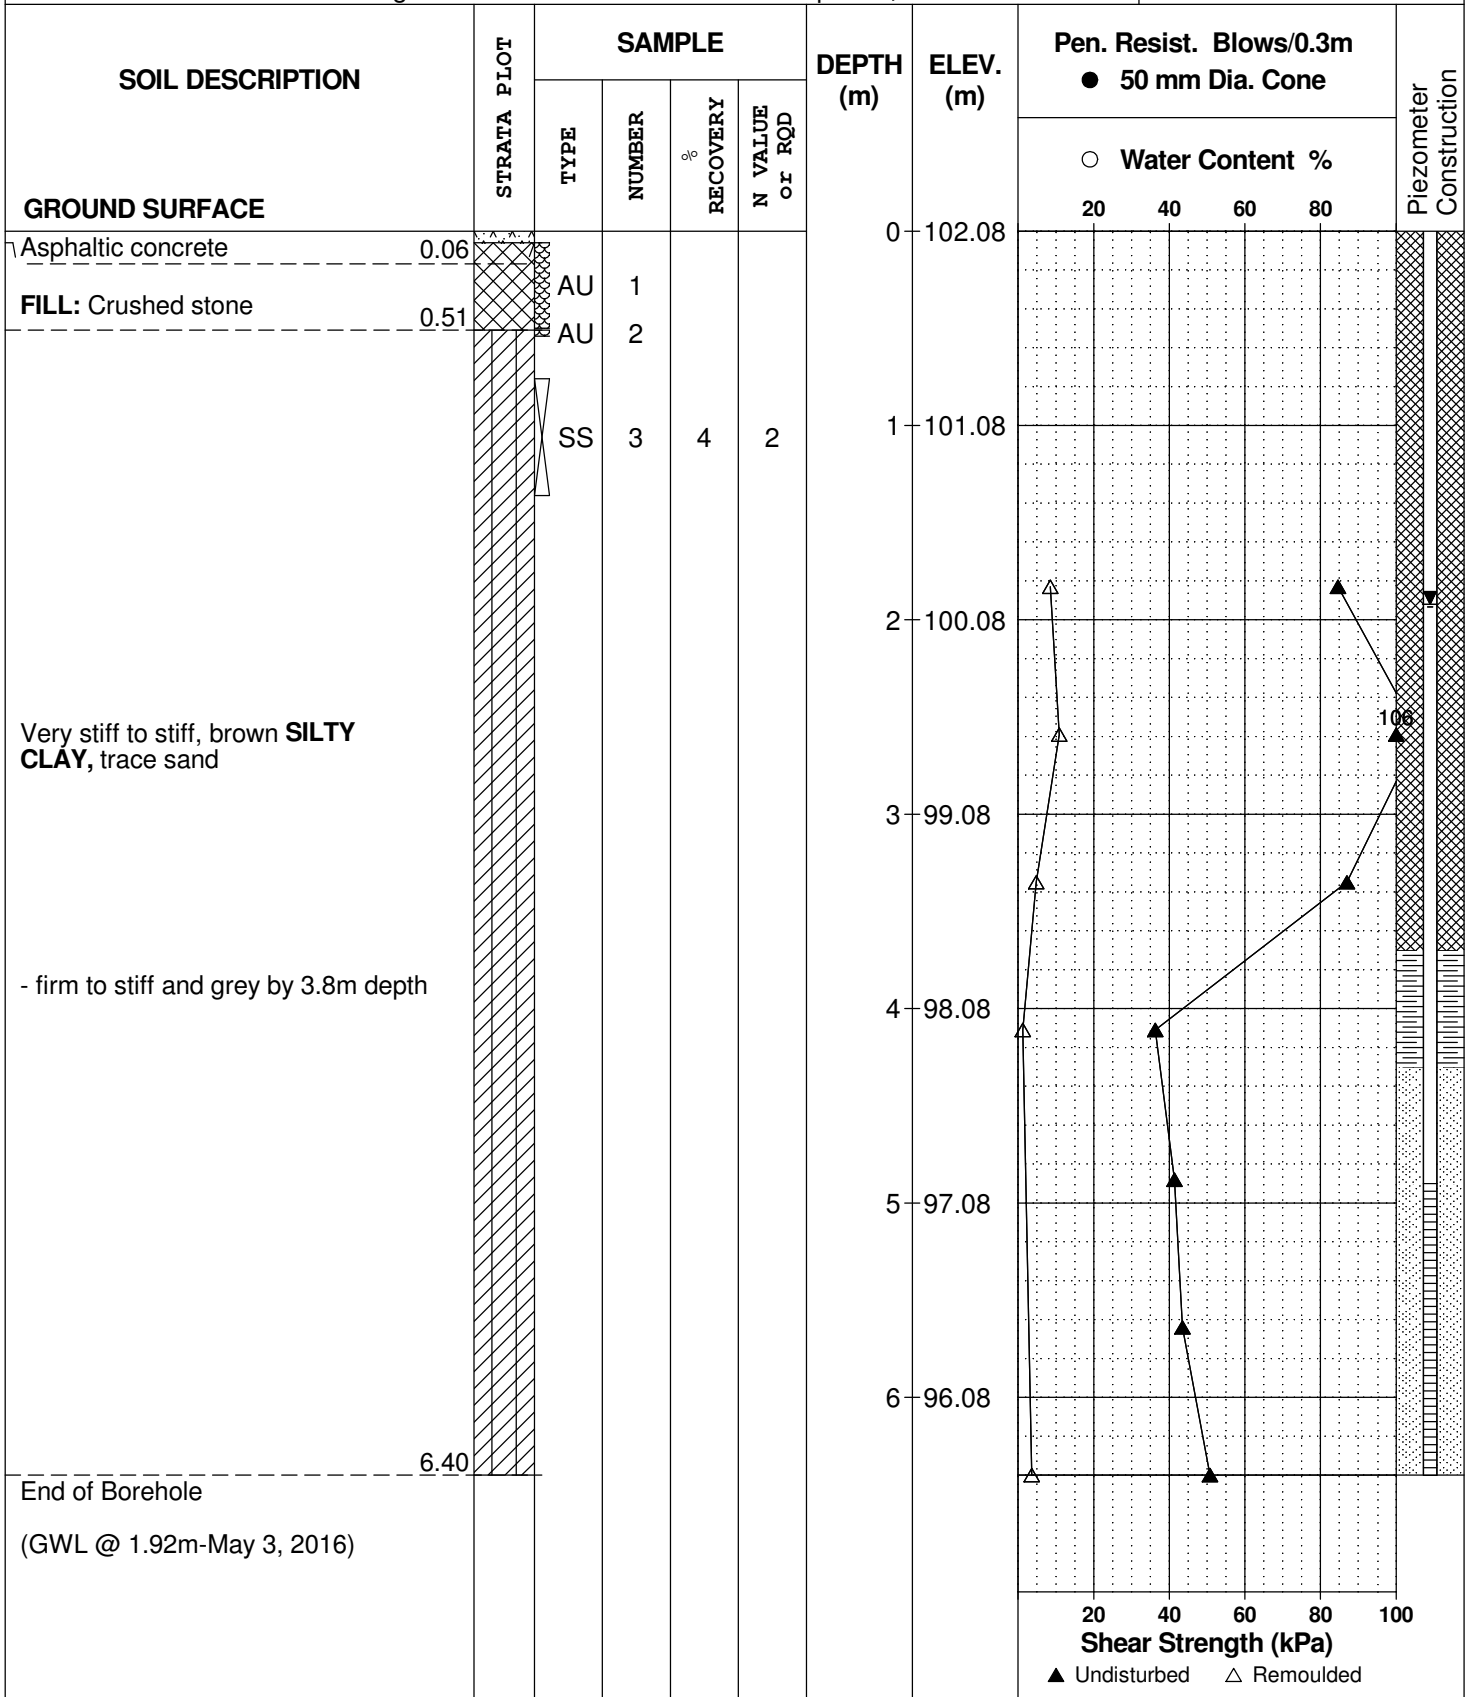 SOIL DESCRIPTION
GROUND SURFACE
STRATA PLOT
SAMPLE
TYPE
NUMBER
%
RECOVERY
N VALUE
or RQD
DEPTH
(m)
ELEV.
(m)
Pen. Resist. Blows/0.3m
● 50 mm Dia. Cone
○ Water Content %
20 40 60 80
Piezometer
Construction
0 102.08
Asphaltic concrete 0.06
AU 1
FILL: Crushed stone
0.51
AU 2
1 101.08
SS 3 4 2
2 100.08
106
Very stiff to stiff, brown SILTY
CLAY, trace sand
3 99.08
- firm to stiff and grey by 3.8m depth
4 98.08
5 97.08
6 96.08
6.40
End of Borehole
(GWL @ 1.92m-May 3, 2016)
20 40 60 80 100
Shear Strength (kPa)
▲ Undisturbed △ Remoulded